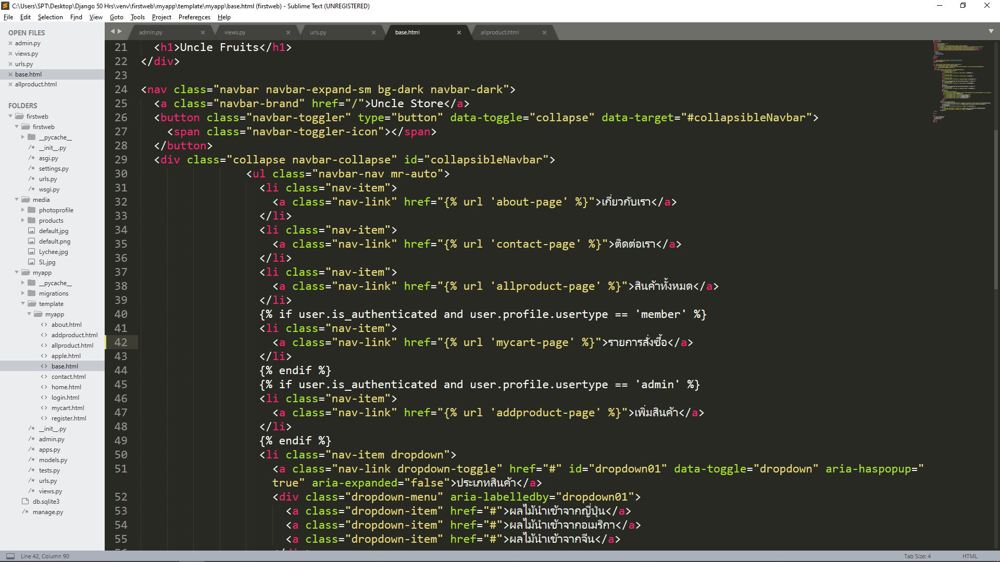 C:\Users\SPT\Desktop\Django 50 Hrs\venv\firstweb\myapp\template\myapp\base.html (firstweb) - Sublime Text (UNREGISTERED)
File Edit Selection Find View Goto Tools Project Preferences Help
OPEN FILES
admin.py
views.py
urls.py
base.html
allproduct.html
FOLDERS
firstweb
firstweb
__pycache__
__init__.py
asgi.py
settings.py
urls.py
wsgi.py
media
photoprofile
products
default.jpg
default.png
Lychee.jpg
SL.jpg
myapp
__pycache__
migrations
template
myapp
about.html
addproduct.html
allproduct.html
apple.html
base.html
contact.html
home.html
login.html
mycart.html
register.html
__init__.py
admin.py
apps.py
models.py
tests.py
urls.py
views.py
db.sqlite3
manage.py
admin.py views.py urls.py base.html allproduct.html
21 <h1>Uncle Fruits</h1>
22 </div>
23
24 <nav class="navbar navbar-expand-sm bg-dark navbar-dark">
25 <a class="navbar-brand" href="/">Uncle Store</a>
26 <button class="navbar-toggler" type="button" data-toggle="collapse" data-target="#collapsibleNavbar">
27 <span class="navbar-toggler-icon"></span>
28 </button>
29 <div class="collapse navbar-collapse" id="collapsibleNavbar">
30 <ul class="navbar-nav mr-auto">
31 <li class="nav-item">
32 <a class="nav-link" href="{% url 'about-page' %}">เกี่ยวกับเรา</a>
33 </li>
34 <li class="nav-item">
35 <a class="nav-link" href="{% url 'contact-page' %}">ติดต่อเรา</a>
36 </li>
37 <li class="nav-item">
38 <a class="nav-link" href="{% url 'allproduct-page' %}">สินค้าทั้งหมด</a>
39 </li>
40 {% if user.is_authenticated and user.profile.usertype == 'member' %}
41 <li class="nav-item">
42 <a class="nav-link" href="{% url 'mycart-page' %}">รายการสั่งซื้อ</a>
43 </li>
44 {% endif %}
45 {% if user.is_authenticated and user.profile.usertype == 'admin' %}
46 <li class="nav-item">
47 <a class="nav-link" href="{% url 'addproduct-page' %}">เพิ่มสินค้า</a>
48 </li>
49 {% endif %}
50 <li class="nav-item dropdown">
51 <a class="nav-link dropdown-toggle" href="#" id="dropdown01" data-toggle="dropdown" aria-haspopup="
true" aria-expanded="false">ประเภทสินค้า</a>
52 <div class="dropdown-menu" aria-labelledby="dropdown01">
53 <a class="dropdown-item" href="#">ผลไม้นำเข้าจากญี่ปุ่น</a>
54 <a class="dropdown-item" href="#">ผลไม้นำเข้าจากอเมริกา</a>
55 <a class="dropdown-item" href="#">ผลไม้นำเข้าจากจีน</a>
Line 42, Column 90 Tab Size: 4 HTML